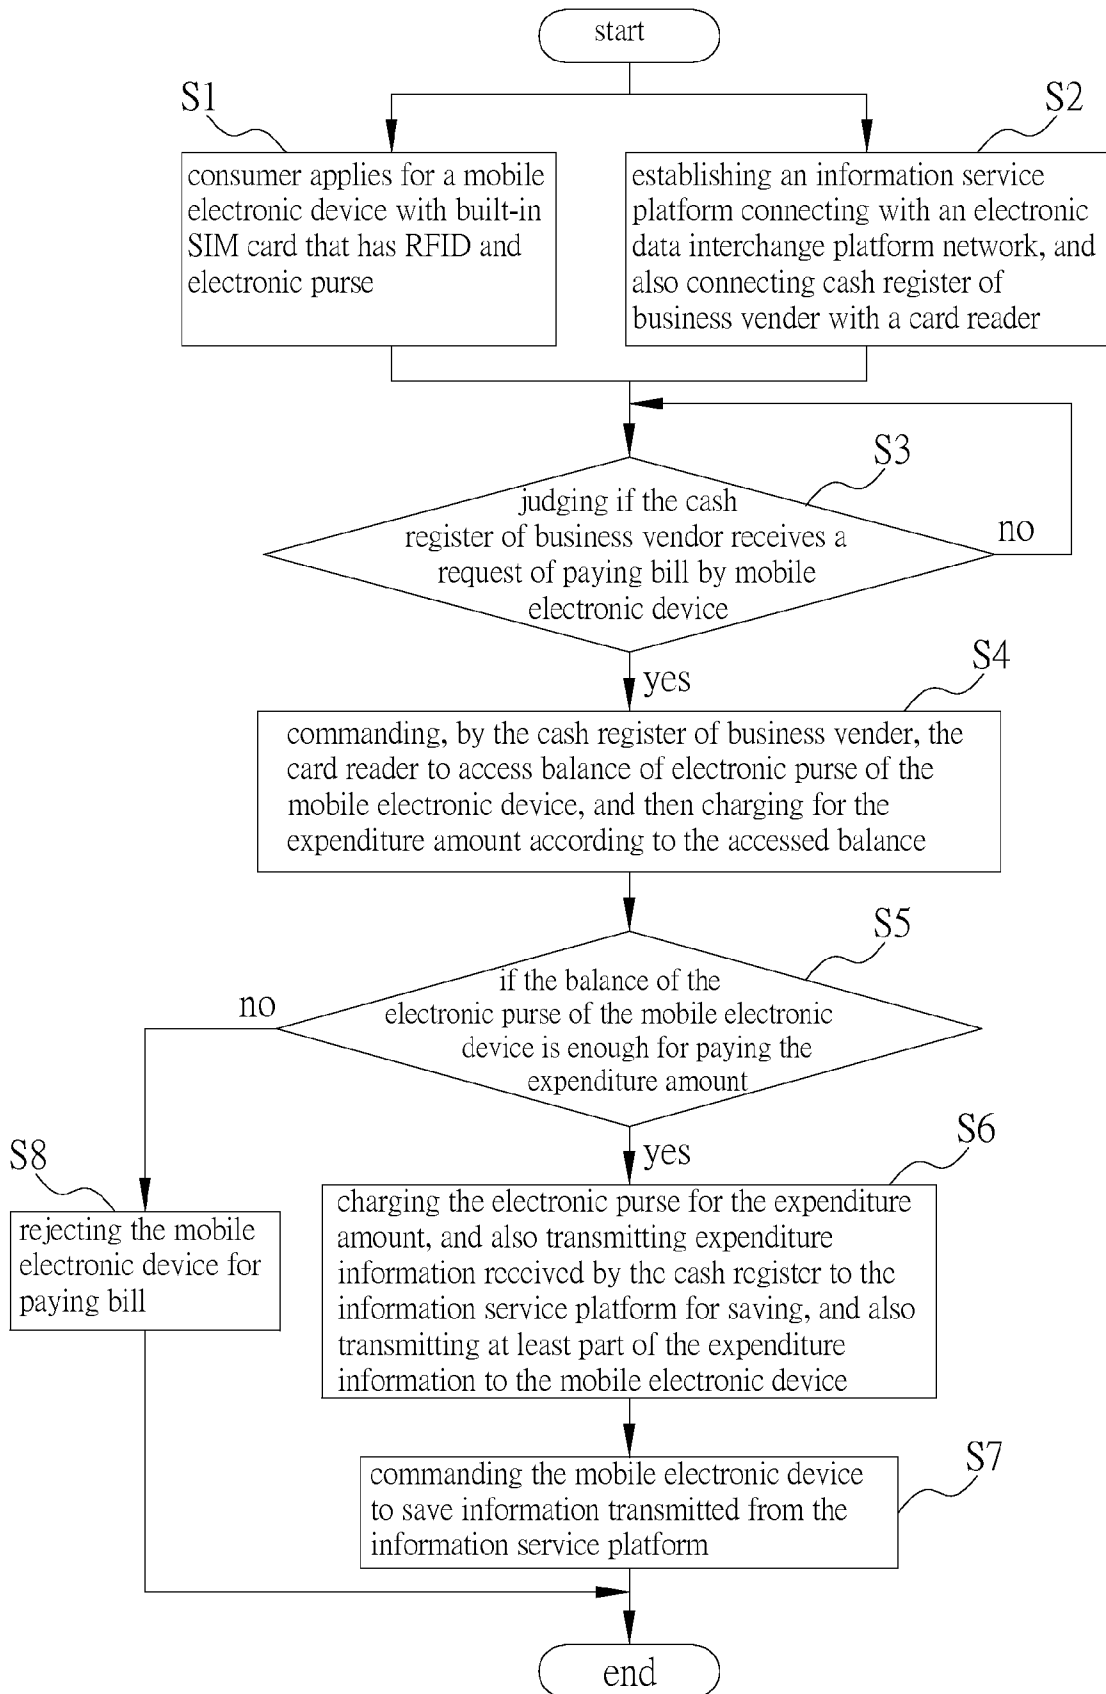 start
S1
S2
consumer applies for a mobile
electronic device with built-in
SIM card that has RFID and
electronic purse
establishing an information service
platform connecting with an electronic
data interchange platform network, and
also connecting cash register of
business vender with a card reader
S3
judging if the cash
register of business vendor receives a
request of paying bill by mobile
electronic device
no
yes
S4
commanding, by the cash register of business vender, the
card reader to access balance of electronic purse of the
mobile electronic device, and then charging for the
expenditure amount according to the accessed balance
S5
if the balance of the
electronic purse of the mobile electronic
device is enough for paying the
expenditure amount
no
yes
S8
rejecting the mobile
electronic device for
paying bill
S6
charging the electronic purse for the expenditure
amount, and also transmitting expenditure
information received by the cash register to the
information service platform for saving, and also
transmitting at least part of the expenditure
information to the mobile electronic device
S7
commanding the mobile electronic device
to save information transmitted from the
information service platform
end